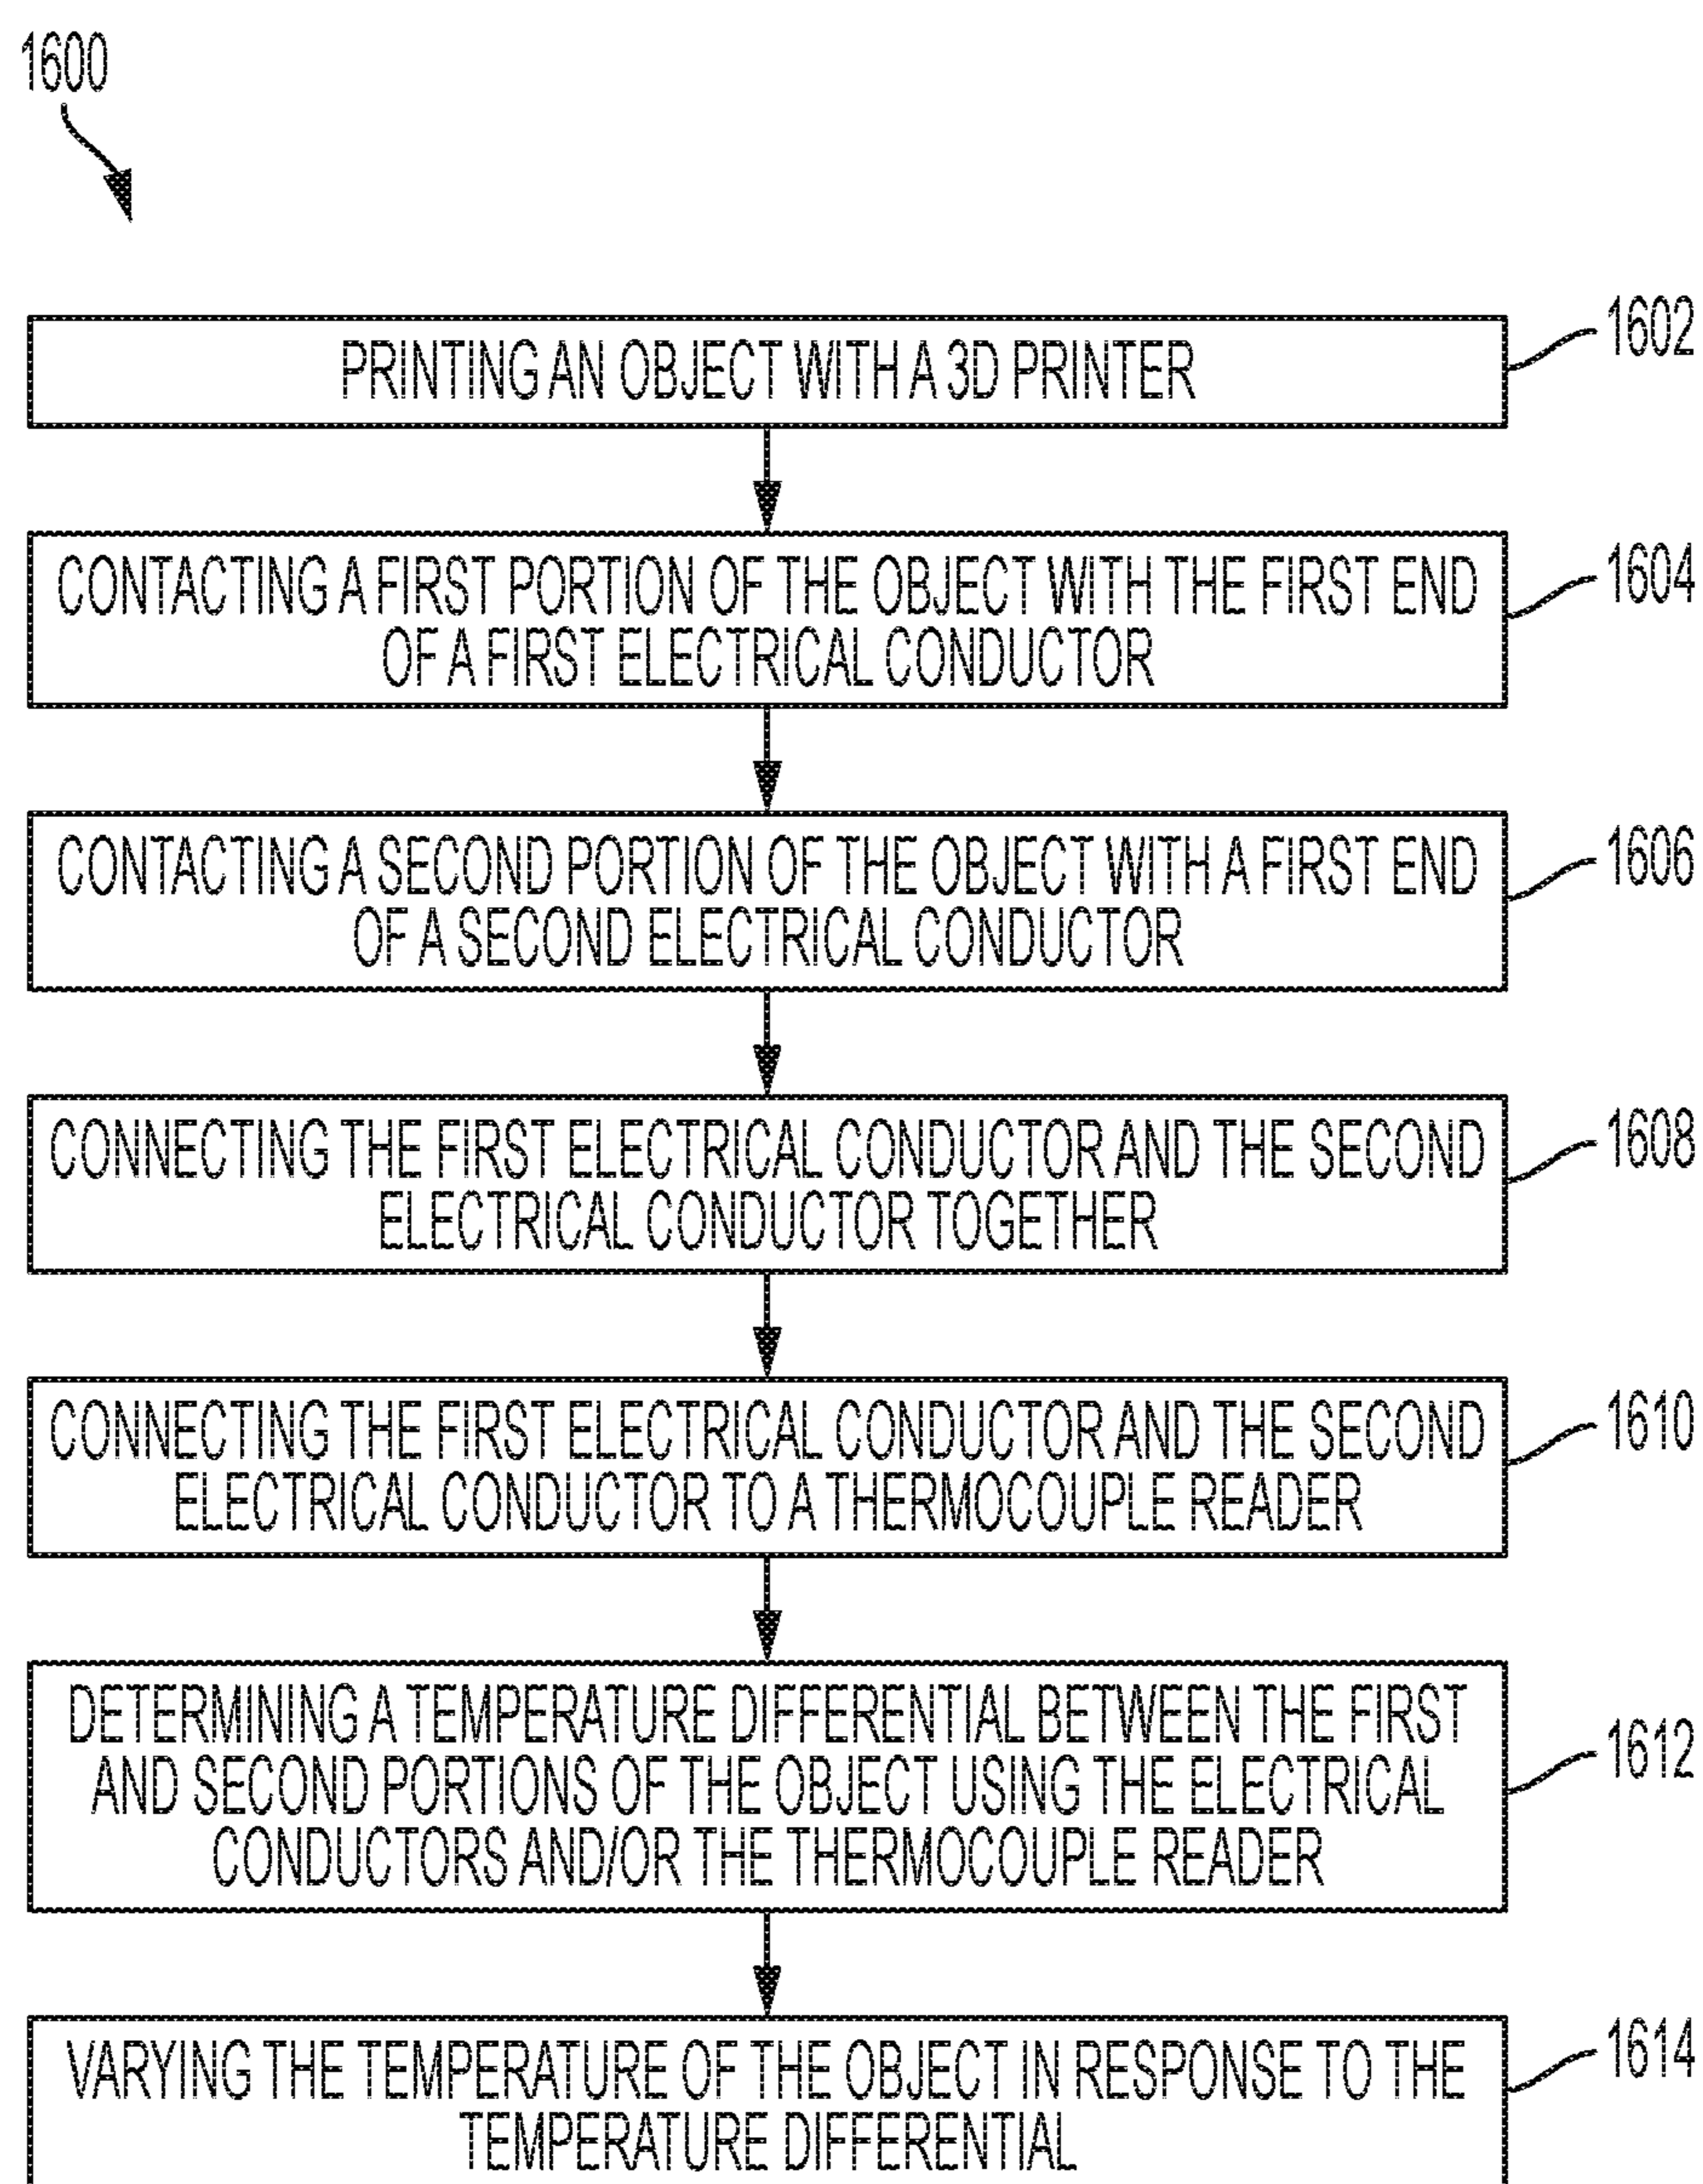 1600
PRINTING AN OBJECT WITH A 3D PRINTER
1602
CONTACTING A FIRST PORTION OF THE OBJECT WITH THE FIRST END
OF A FIRST ELECTRICAL CONDUCTOR
1604
CONTACTING A SECOND PORTION OF THE OBJECT WITH A FIRST END
OF A SECOND ELECTRICAL CONDUCTOR
1606
CONNECTING THE FIRST ELECTRICAL CONDUCTOR AND THE SECOND
ELECTRICAL CONDUCTOR TOGETHER
1608
CONNECTING THE FIRST ELECTRICAL CONDUCTOR AND THE SECOND
ELECTRICAL CONDUCTOR TO A THERMOCOUPLE READER
1610
DETERMINING A TEMPERATURE DIFFERENTIAL BETWEEN THE FIRST
AND SECOND PORTIONS OF THE OBJECT USING THE ELECTRICAL
CONDUCTORS AND/OR THE THERMOCOUPLE READER
1612
VARYING THE TEMPERATURE OF THE OBJECT IN RESPONSE TO THE
TEMPERATURE DIFFERENTIAL
1614